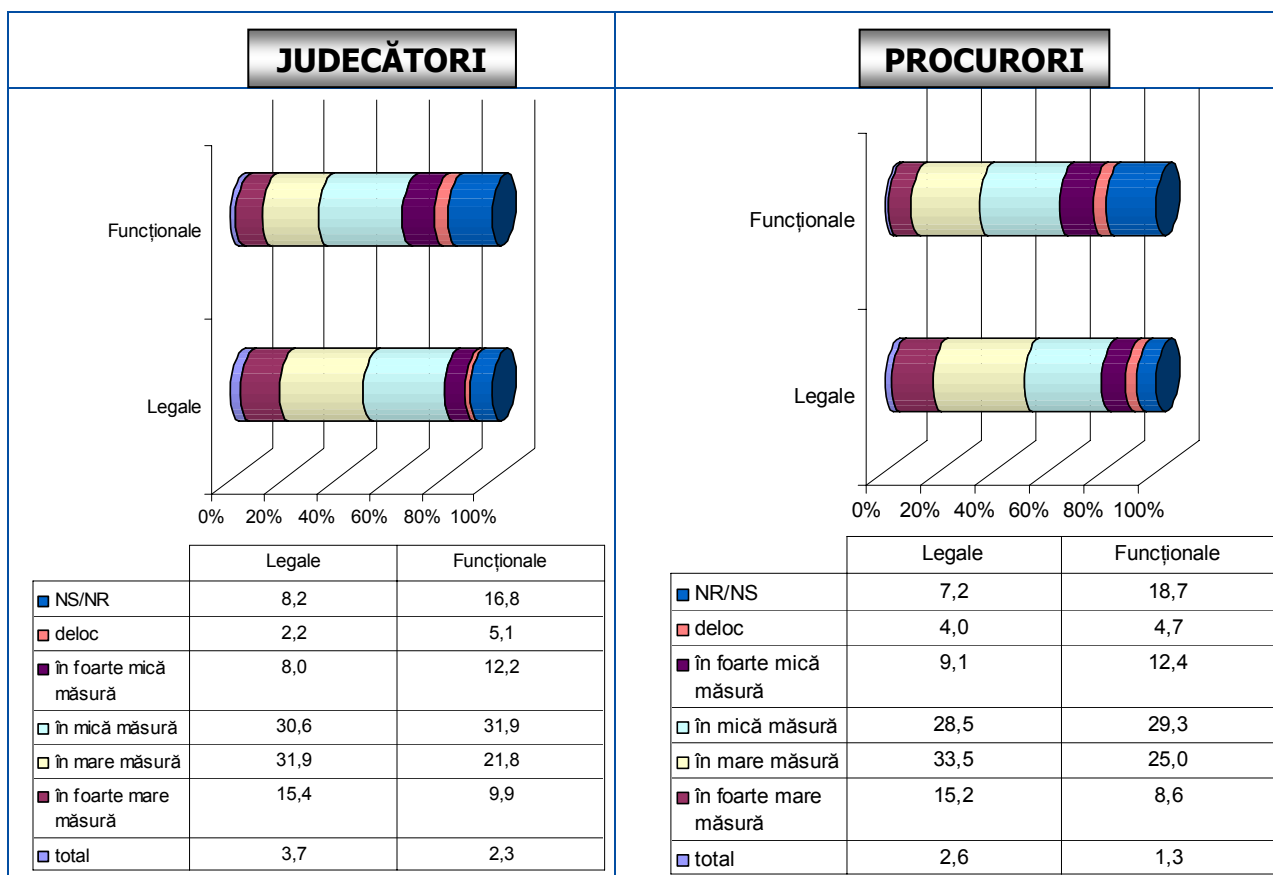 JUDECĂTORI
Funcționale
Legale
0% 20% 40% 60% 80% 100%
Legale Funcționale
NS/NR 8,2 16,8
deloc 2,2 5,1
în foarte mică
măsură 8,0 12,2
în mică măsură 30,6 31,9
în mare măsură 31,9 21,8
în foarte mare
măsură 15,4 9,9
total 3,7 2,3
PROCURORI
Funcționale
Legale
0% 20% 40% 60% 80% 100%
Legale Funcționale
NR/NS 7,2 18,7
deloc 4,0 4,7
în foarte mică
măsură 9,1 12,4
în mică măsură 28,5 29,3
în mare măsură 33,5 25,0
în foarte mare
măsură 15,2 8,6
total 2,6 1,3